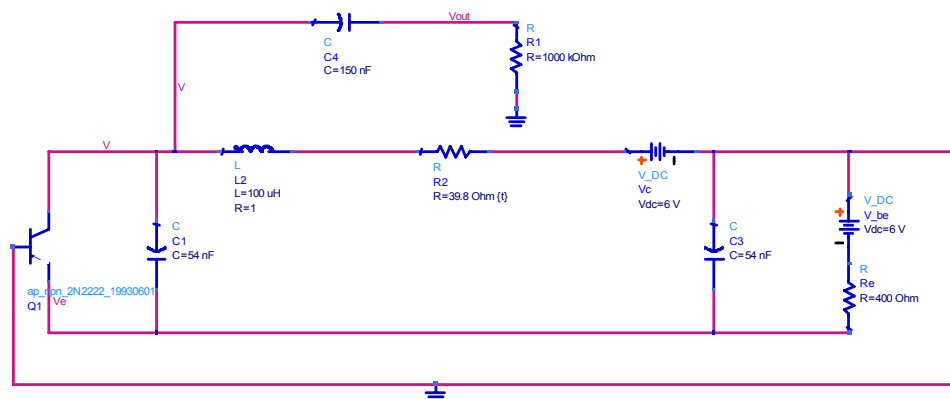 Vout
C
C4
C=150 nF
R
R1
R=1000 kOhm
V
V
L
L2
L=100 uH
R=1
R
R2
R=39.8 Ohm {t}
+
V_DC
Vc
Vdc=6 V
C
C1
C=54 nF
C
C3
C=54 nF
+
V_DC
V_be
Vdc=6 V
R
Re
R=400 Ohm
ap_npn_2N2222_19930601
Q1
Ve